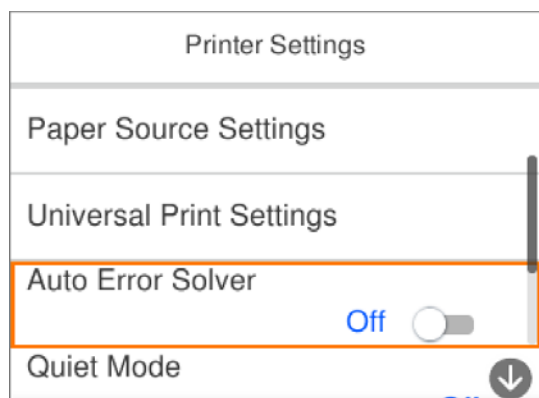 Printer Settings
Paper Source Settings
Universal Print Settings
Auto Error Solver
Off
Quiet Mode